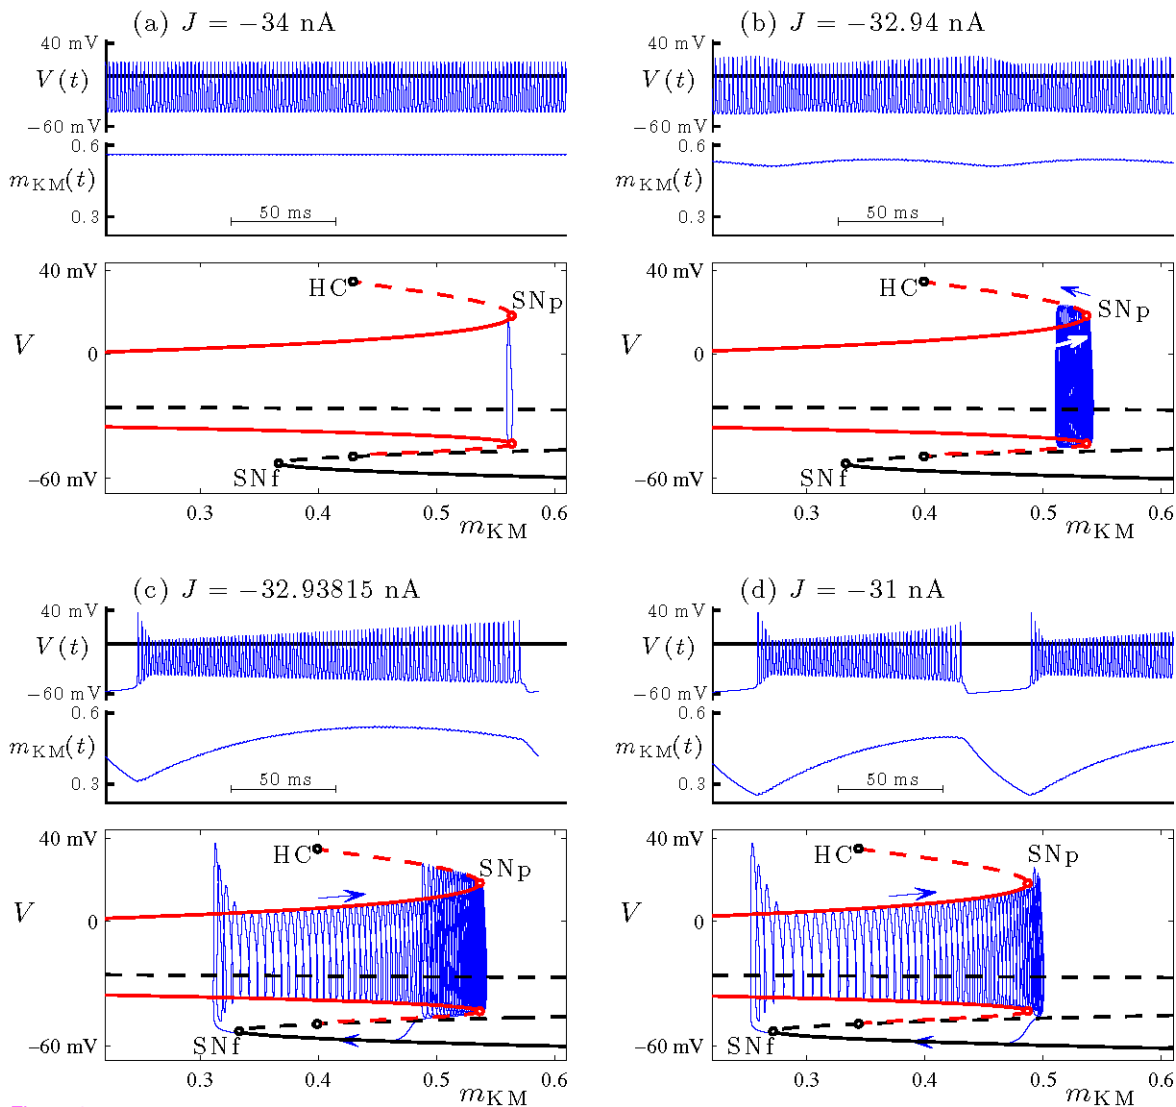 (a) J = −34 nA
40 mV
V(t)
−60 mV
0.6
m_KM(t)
0.3
50 ms
40 mV
HC
SNp
V
0
SNf
−60 mV
0.3 0.4 0.5 0.6
m_KM
(b) J = −32.94 nA
40 mV
V(t)
−60 mV
0.6
m_KM(t)
0.3
50 ms
40 mV
HC
SNp
V
0
SNf
−60 mV
0.3 0.4 0.5 0.6
m_KM
(c) J = −32.93815 nA
40 mV
V(t)
−60 mV
0.6
m_KM(t)
0.3
50 ms
40 mV
HC
SNp
V
0
SNf
−60 mV
0.3 0.4 0.5 0.6
m_KM
(d) J = −31 nA
40 mV
V(t)
−60 mV
0.6
m_KM(t)
0.3
50 ms
40 mV
HC
SNp
V
0
SNf
−60 mV
0.3 0.4 0.5 0.6
m_KM